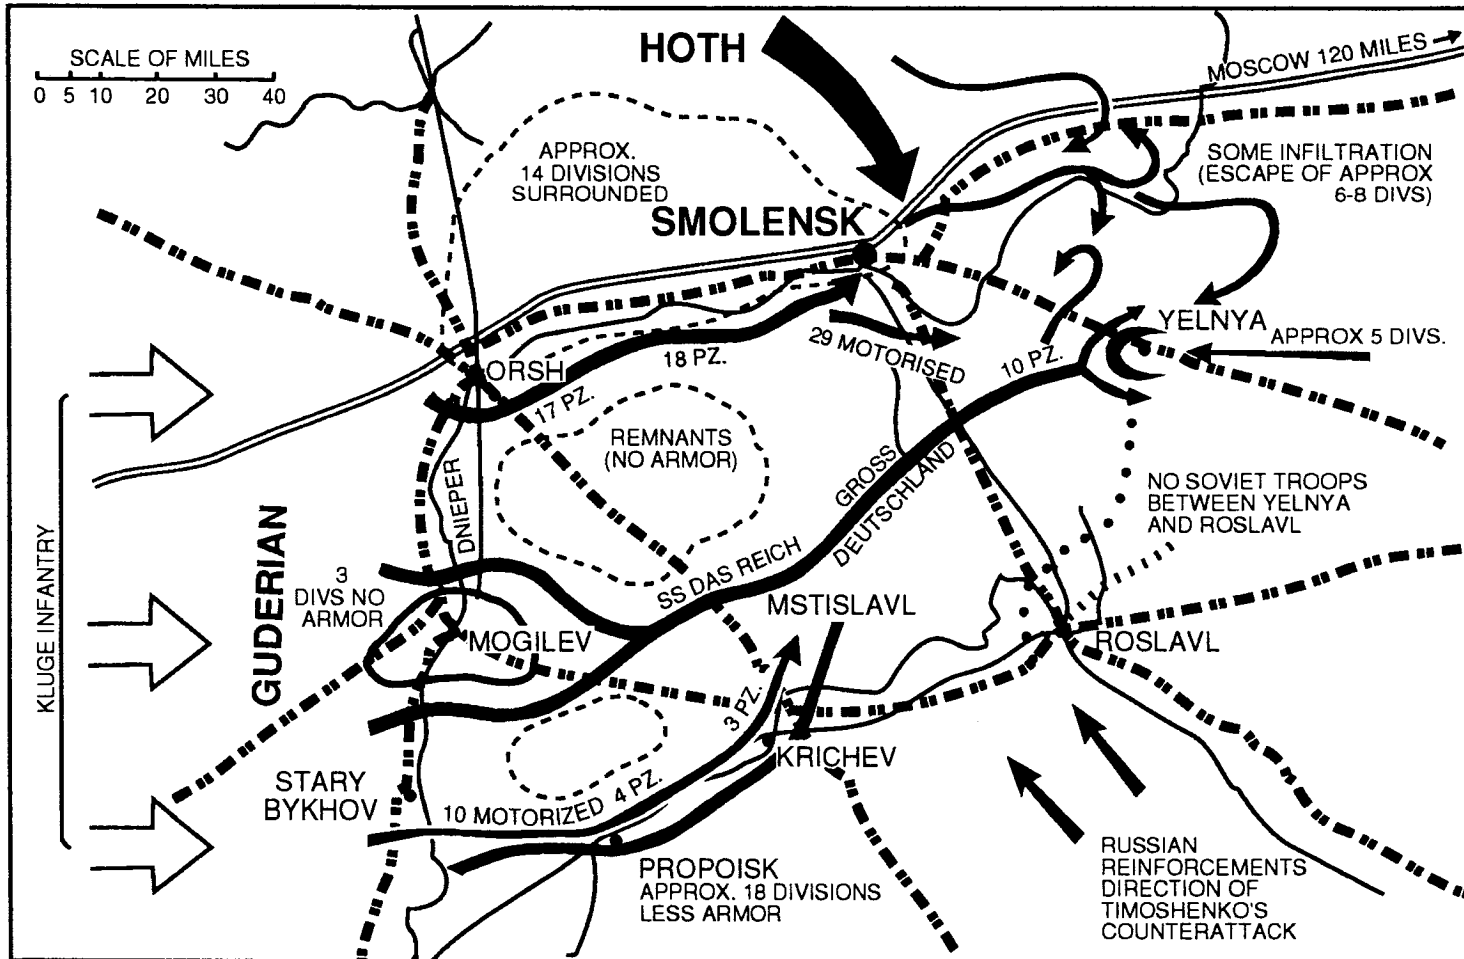 SCALE OF MILES
0 5 10 20 30 40
HOTH
MOSCOW 120 MILES
APPROX.
14 DIVISIONS
SURROUNDED
SOME INFILTRATION
(ESCAPE OF APPROX
6-8 DIVS)
SMOLENSK
YELNYA
APPROX 5 DIVS.
29 MOTORISED
10 PZ.
18 PZ.
ORSH
17 PZ.
REMNANTS
(NO ARMOR)
GROSS
DEUTSCHLAND
NO SOVIET TROOPS
BETWEEN YELNYA
AND ROSLAVL
DNIEPER
KLUGE INFANTRY
GUDERIAN
3
DIVS NO
ARMOR
SS DAS REICH
MSTISLAVL
MOGILEV
ROSLAVL
3 PZ.
KRICHEV
STARY
BYKHOV
10 MOTORIZED 4 PZ.
PROPOISK
APPROX. 18 DIVISIONS
LESS ARMOR
RUSSIAN
REINFORCEMENTS
DIRECTION OF
TIMOSHENKO'S
COUNTERATTACK